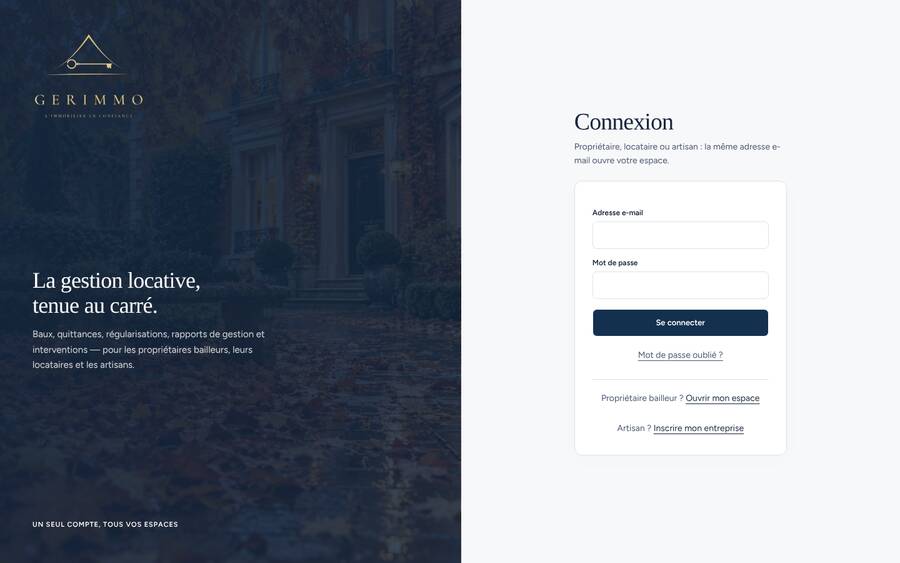 GERIMMO
L'IMMOBILIER EN CONFIANCE
La gestion locative,
tenue au carré.
Baux, quittances, régularisations, rapports de gestion et
interventions — pour les propriétaires bailleurs, leurs
locataires et les artisans.
UN SEUL COMPTE, TOUS VOS ESPACES
Connexion
Propriétaire, locataire ou artisan : la même adresse e-
mail ouvre votre espace.
Adresse e-mail
Mot de passe
Se connecter
Mot de passe oublié ?
Propriétaire bailleur ? Ouvrir mon espace
Artisan ? Inscrire mon entreprise